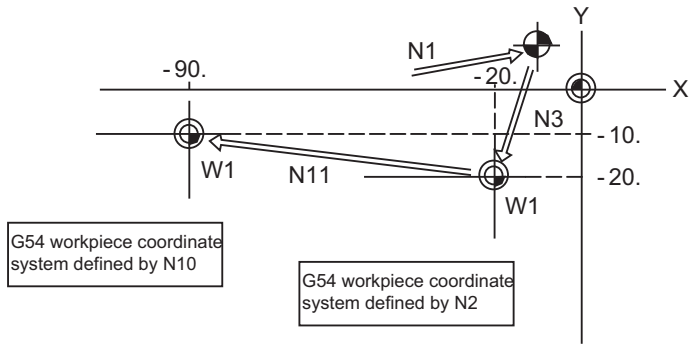 Y
N1
-90.
-20.
X
N3
-10.
W1
N11
-20.
W1
G54 workpiece coordinate
system defined by N10
G54 workpiece coordinate
system defined by N2